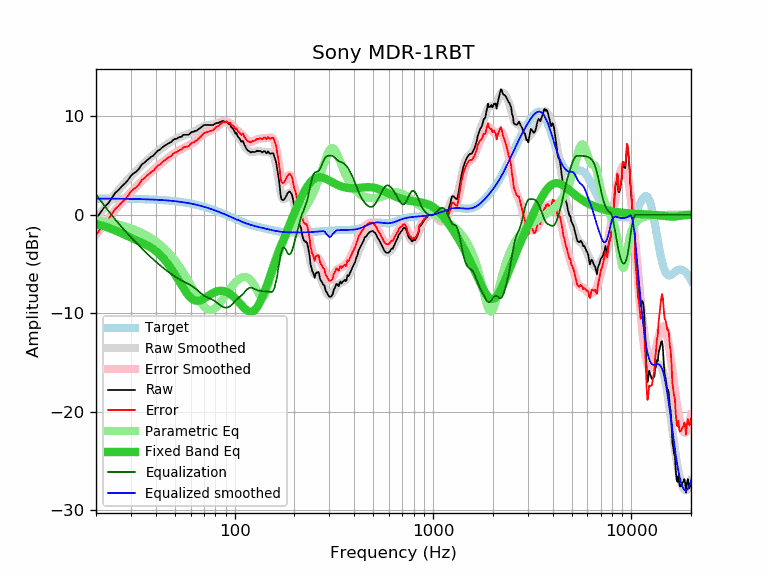 Sony MDR-1RBT
Amplitude (dBr)
10
0
−10
−20
−30
Target
Raw Smoothed
Error Smoothed
Raw
Error
Parametric Eq
Fixed Band Eq
Equalization
Equalized smoothed
100
1000
10000
Frequency (Hz)